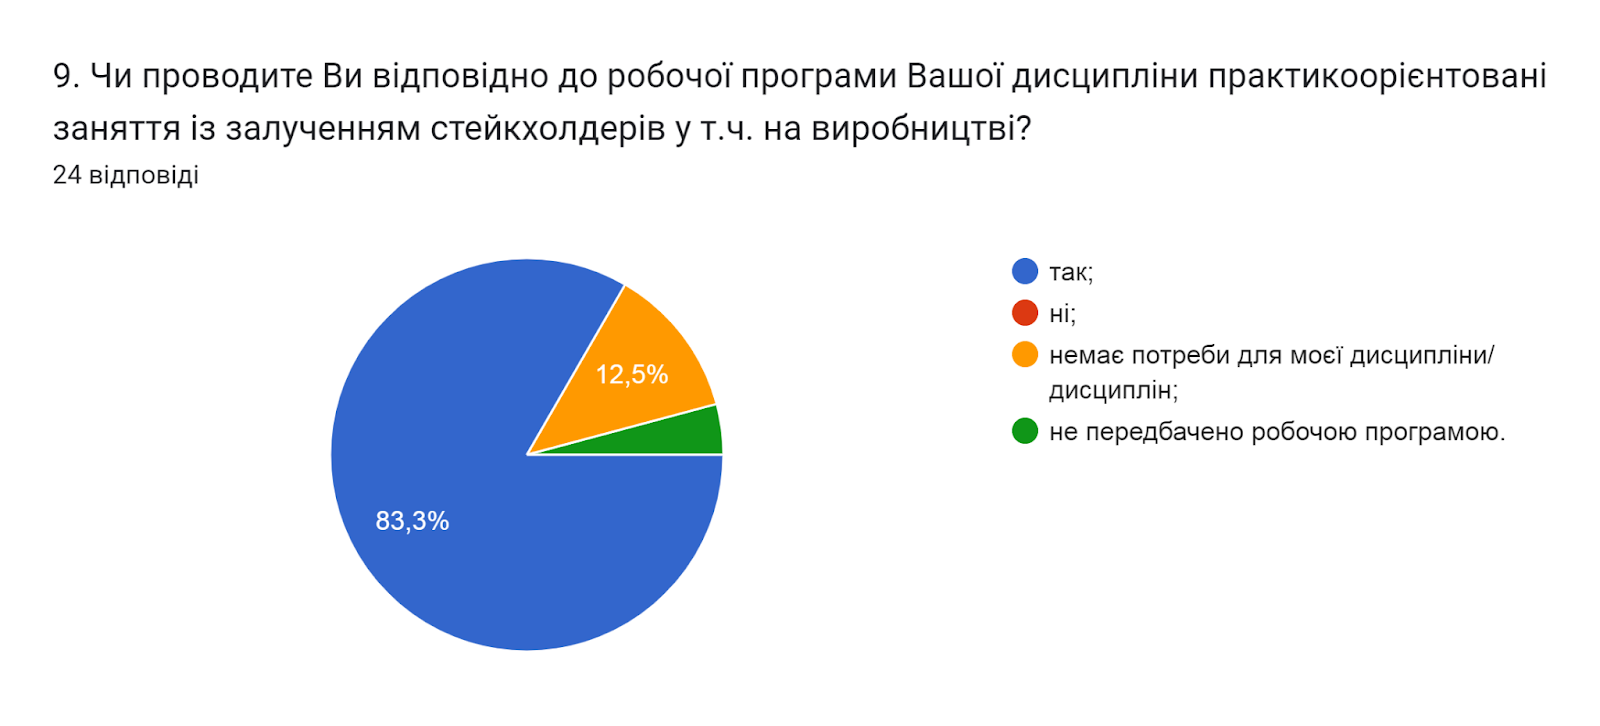 9. Чи проводите Ви відповідно до робочої програми Вашої дисципліни практикоорієнтовані
заняття із залученням стейкхолдерів у т.ч. на виробництві?
24 відповіді
так;
ні;
немає потреби для моєї дисципліни/
дисциплін;
не передбачено робочою програмою.
12,5%
83,3%